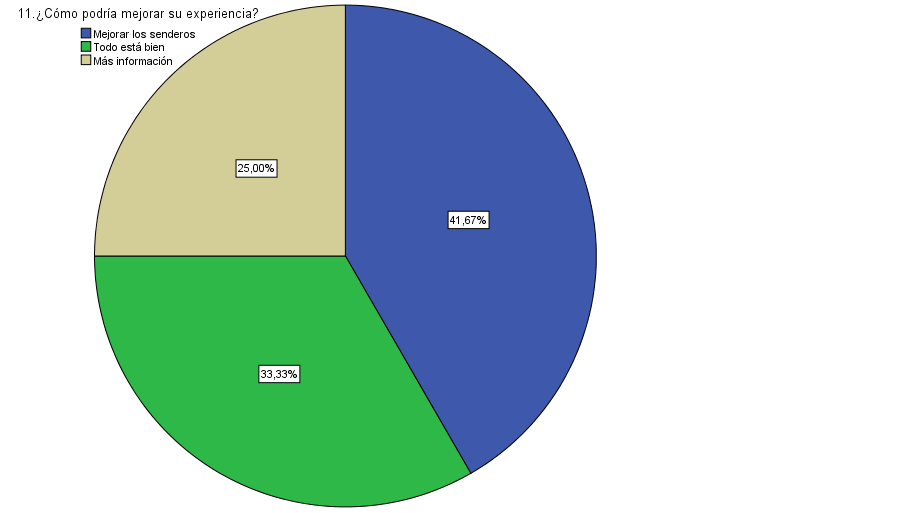 11.¿Cómo podría mejorar su experiencia?
Mejorar los senderos
Todo está bien
Más información
25,00%
41,67%
33,33%